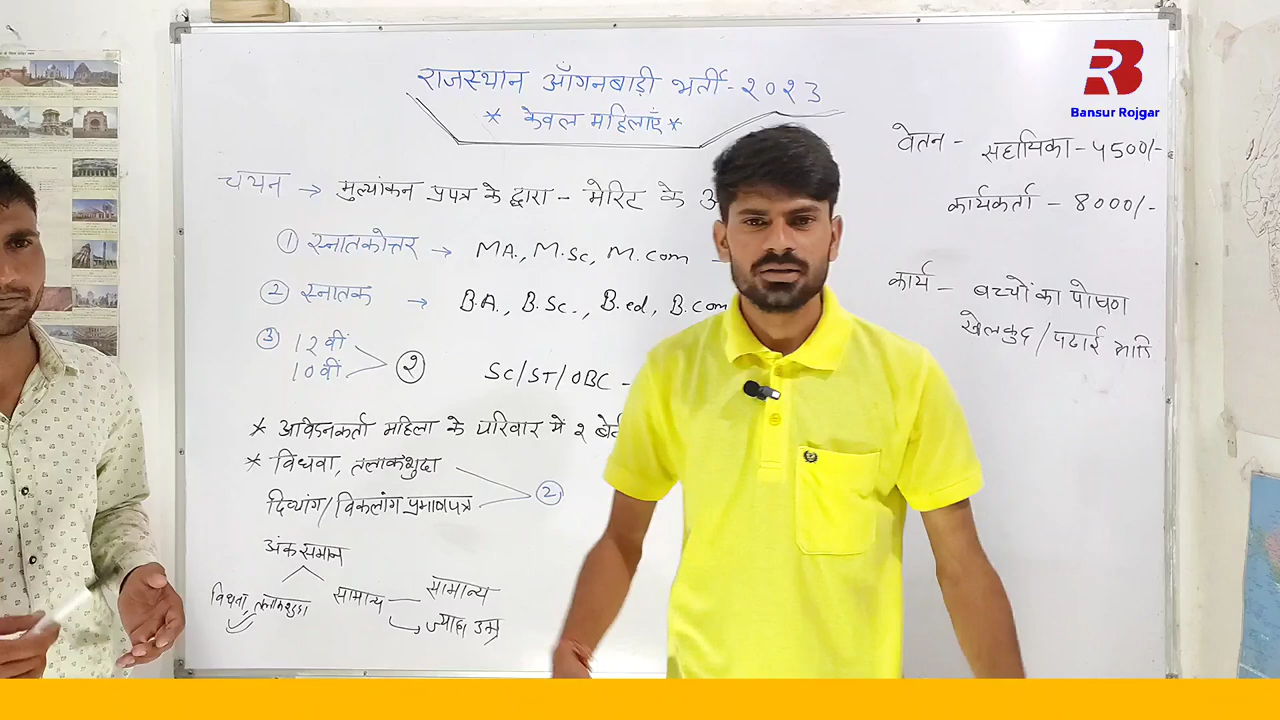 राजस्थान आँगनबाड़ी भर्ती-२०२३
* केवल महिलाएँ *
चयन → मुल्यांकन प्रपत्र के द्वारा - मेरिट के
① स्नातकोत्तर → MA., M.Sc, M.com -
② स्नातक → B.A., B.Sc., B.ed, B.com
③ 12वीं
10वीं
②
SC/ST/OBC -
* आवेदनकर्ता महिला के परिवार में २
* विधवा, तलाकशुदा
दिव्यांग/विकलांग प्रमाणपत्र
②
अंक समान
विधवा, तलाकशुदा
सामान्य — सामान्य
ज्यादा उम्र
B
Bansur Rojgar
वेतन - सहायिका - ५५००/-
कार्यकर्ता - 8000/-
कार्य - बच्चों का पोषण
खेलकुद/पढाई आदि